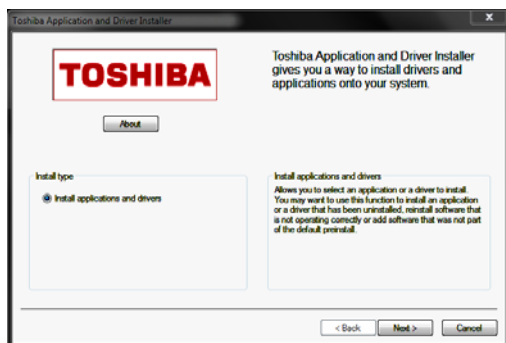 Toshiba Application and Driver Installer
x
TOSHIBA
Toshiba Application and Driver Installer
gives you a way to install drivers and
applications onto your system.
About
Install type
Install applications and drivers
Install applications and drivers
Allows you to select an application or a driver to install.
You may want to use this function to install an application
or a driver that has been uninstalled, reinstall software that
is not operating correctly or add software that was not part
of the default preinstall.
< Back
Next >
Cancel